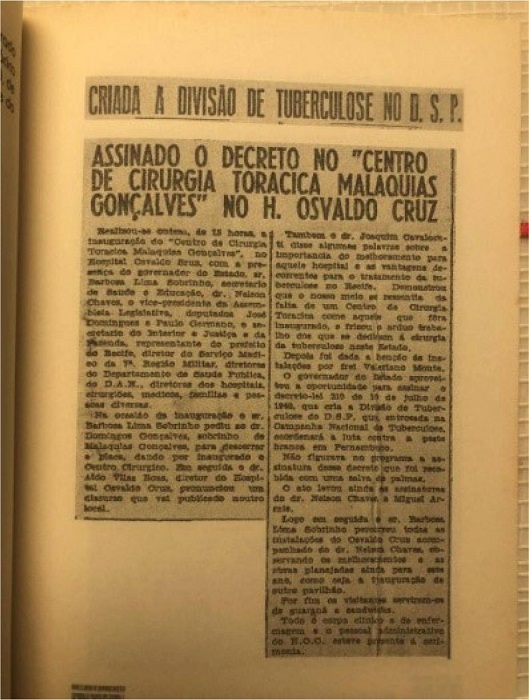 CRIADA A DIVISÃO DE TUBERCULOSE NO D. S. P.
ASSINADO O DECRETO NO "CENTRO
DE CIRURGIA TORACICA MALAQUIAS
GONÇALVES" NO H. OSVALDO CRUZ
Realizou-se ontem, às 15 horas, a
inauguração do "Centro de Cirurgia
Toracica Malaquias Gonçalves", no
Hospital Osvaldo Cruz, com a pre-
sença do governador do Estado, sr.
Barbosa Lima Sobrinho, secretario
de Saude e Educação, dr. Nelson
Chaves, o vice-presidente da Assem-
bleia Legislativa, deputados José
Domingues e Paulo Germano, o se-
cretario do Interior e Justiça e da
Fazenda, representante do prefeito
do Recife, diretor do Serviço Medi-
co da 7ª Região Militar, diretores
do Departamento de Saude Publica,
do D.A.M., diretores dos hospitais,
cirurgiões, medicos, familias e pes-
soas diversas.
Na ocasião da inauguração o sr.
Barbosa Lima Sobrinho pediu ao dr.
Domingos Gonçalves, sobrinho de
Malaquias Gonçalves, para descerrar
a placa, dando por inaugurado o
Centro Cirurgico. Em seguida o dr.
Aldo Vilas Boas, diretor do Hospi-
tal Osvaldo Cruz, pronunciou um
discurso que vai publicado noutro
local.
Tambem o dr. Joaquim Cavalcan-
ti disse algumas palavras sobre a
importancia do melhoramento para
aquele hospital e as vantagens de-
correntes para o tratamento da tu-
berculose no Recife. Demonstrou
que o nosso meio se ressentia da
falta de um Centro de Cirurgia
Toracica como aquele que fôra
inaugurado, e frizou o arduo traba-
lho dos que se dedicam á cirurgia
da tuberculose neste Estado.
Depois foi dada a benção às ins-
talações por frei Valeriano Monte.
O governador do Estado aprovei-
tou a oportunidade para assinar o
decreto-lei 210 de 19 de julho de
1948, que cria a Divisão de Tuber-
culose do D.S.P. que, entrosada na
Campanha Nacional de Tuberculose,
coordenará a luta contra a peste
branca em Pernambuco.
Não figurava no programa a as-
sinatura desse decreto que foi rece-
bida com uma salva de palmas.
O ato levou ainda as assinaturas
do dr. Nelson Chaves e Miguel Ar-
rais.
Logo em seguida o sr. Barbosa
Lima Sobrinho percorreu todas as
instalações do Osvaldo Cruz acom-
panhado do dr. Nelson Chaves, ob-
servando os melhoramentos e as
obras planejadas ainda para este
ano, como seja a inauguração de
outro pavilhão.
Por fim os visitantes serviram-se
de guaraná e sandwiches.
Todo o corpo clinico e de enfer-
magem e o pessoal administrativo
do H.O.C. esteve presente á ceri-
monia.